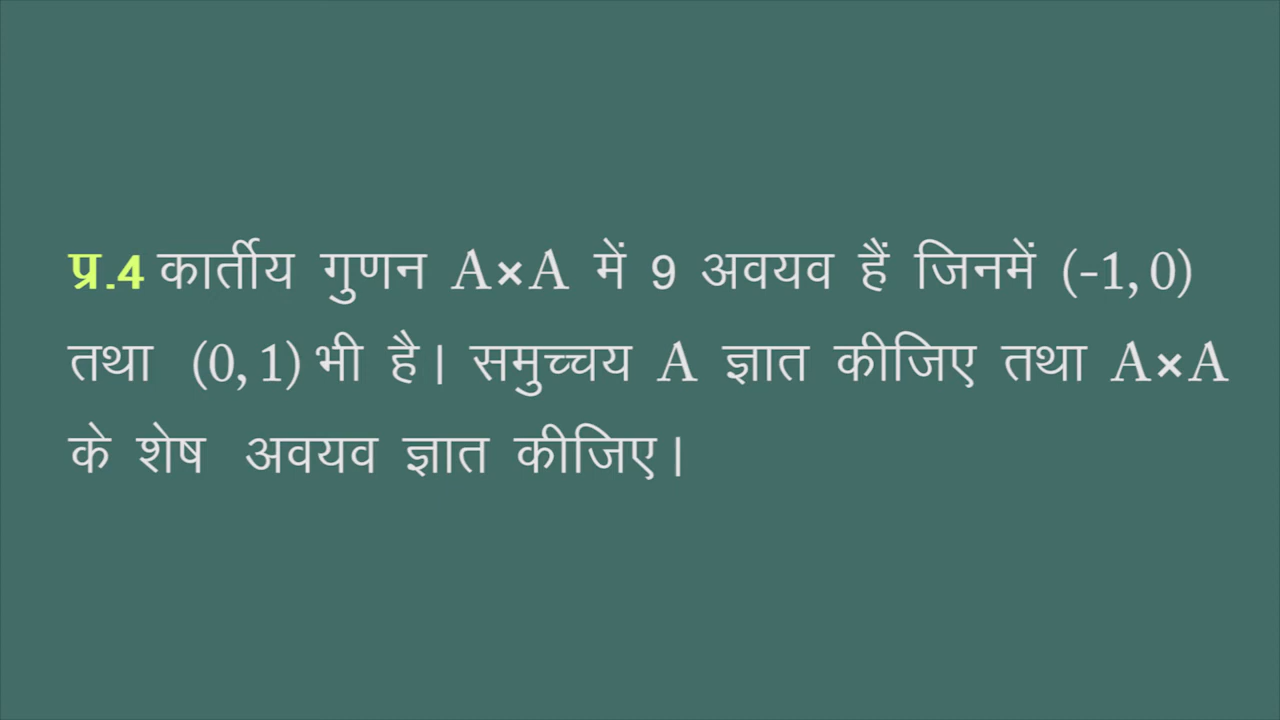 प्र.4 कार्तीय गुणन A×A में 9 अवयव हैं जिनमें (-1, 0)
तथा (0, 1) भी है। समुच्चय A ज्ञात कीजिए तथा A×A
के शेष अवयव ज्ञात कीजिए।